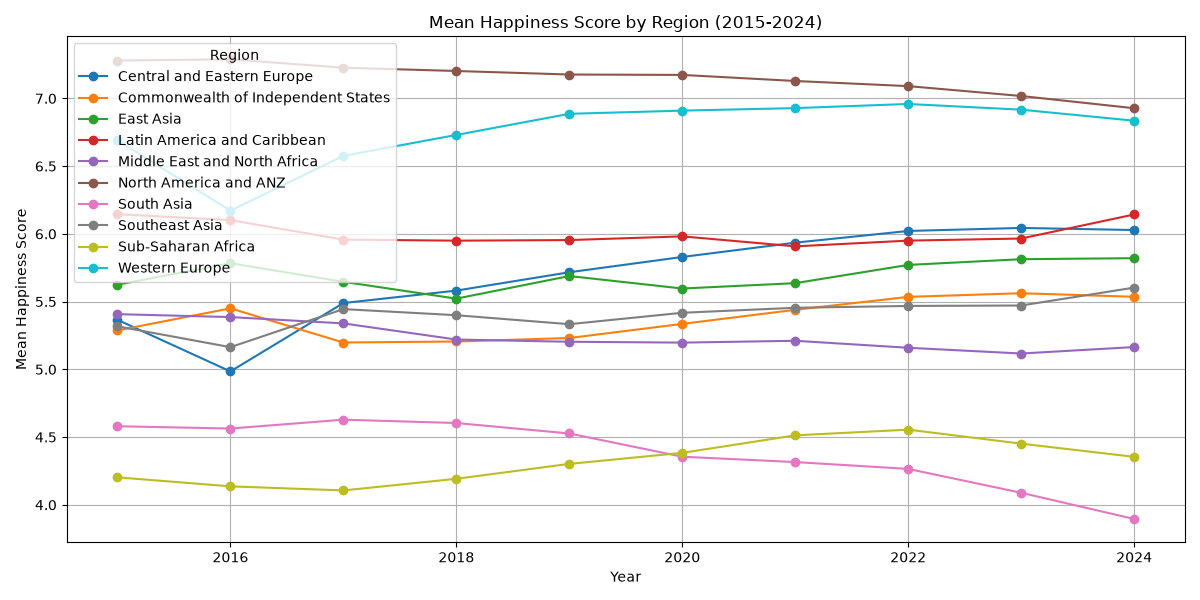 Mean Happiness Score by Region (2015-2024)
Region
Central and Eastern Europe
Commonwealth of Independent States
East Asia
Latin America and Caribbean
Middle East and North Africa
North America and ANZ
South Asia
Southeast Asia
Sub-Saharan Africa
Western Europe
Mean Happiness Score
7.0
6.5
6.0
5.5
5.0
4.5
4.0
2016
2018
2020
2022
2024
Year